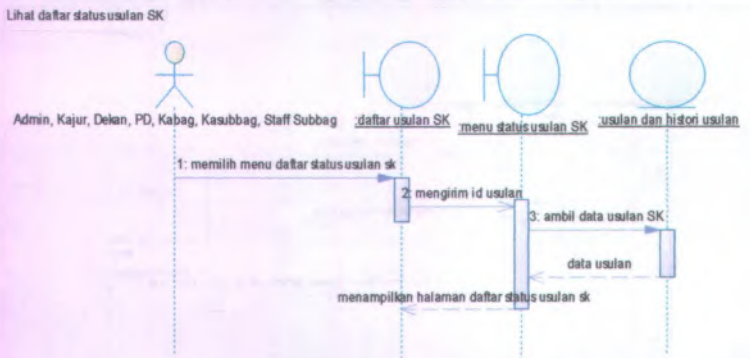 Lihat daftar status usulan SK
Admin, Kajur, Dekan, PD, Kabag, Kasubbag, Staff Subbag
:daftar usulan SK
:menu status usulan SK
:usulan dan histori usulan
1: memilih menu daftar status usulan sk
2: mengirim id usulan
3: ambil data usulan SK
data usulan
menampilkan halaman daftar status usulan sk